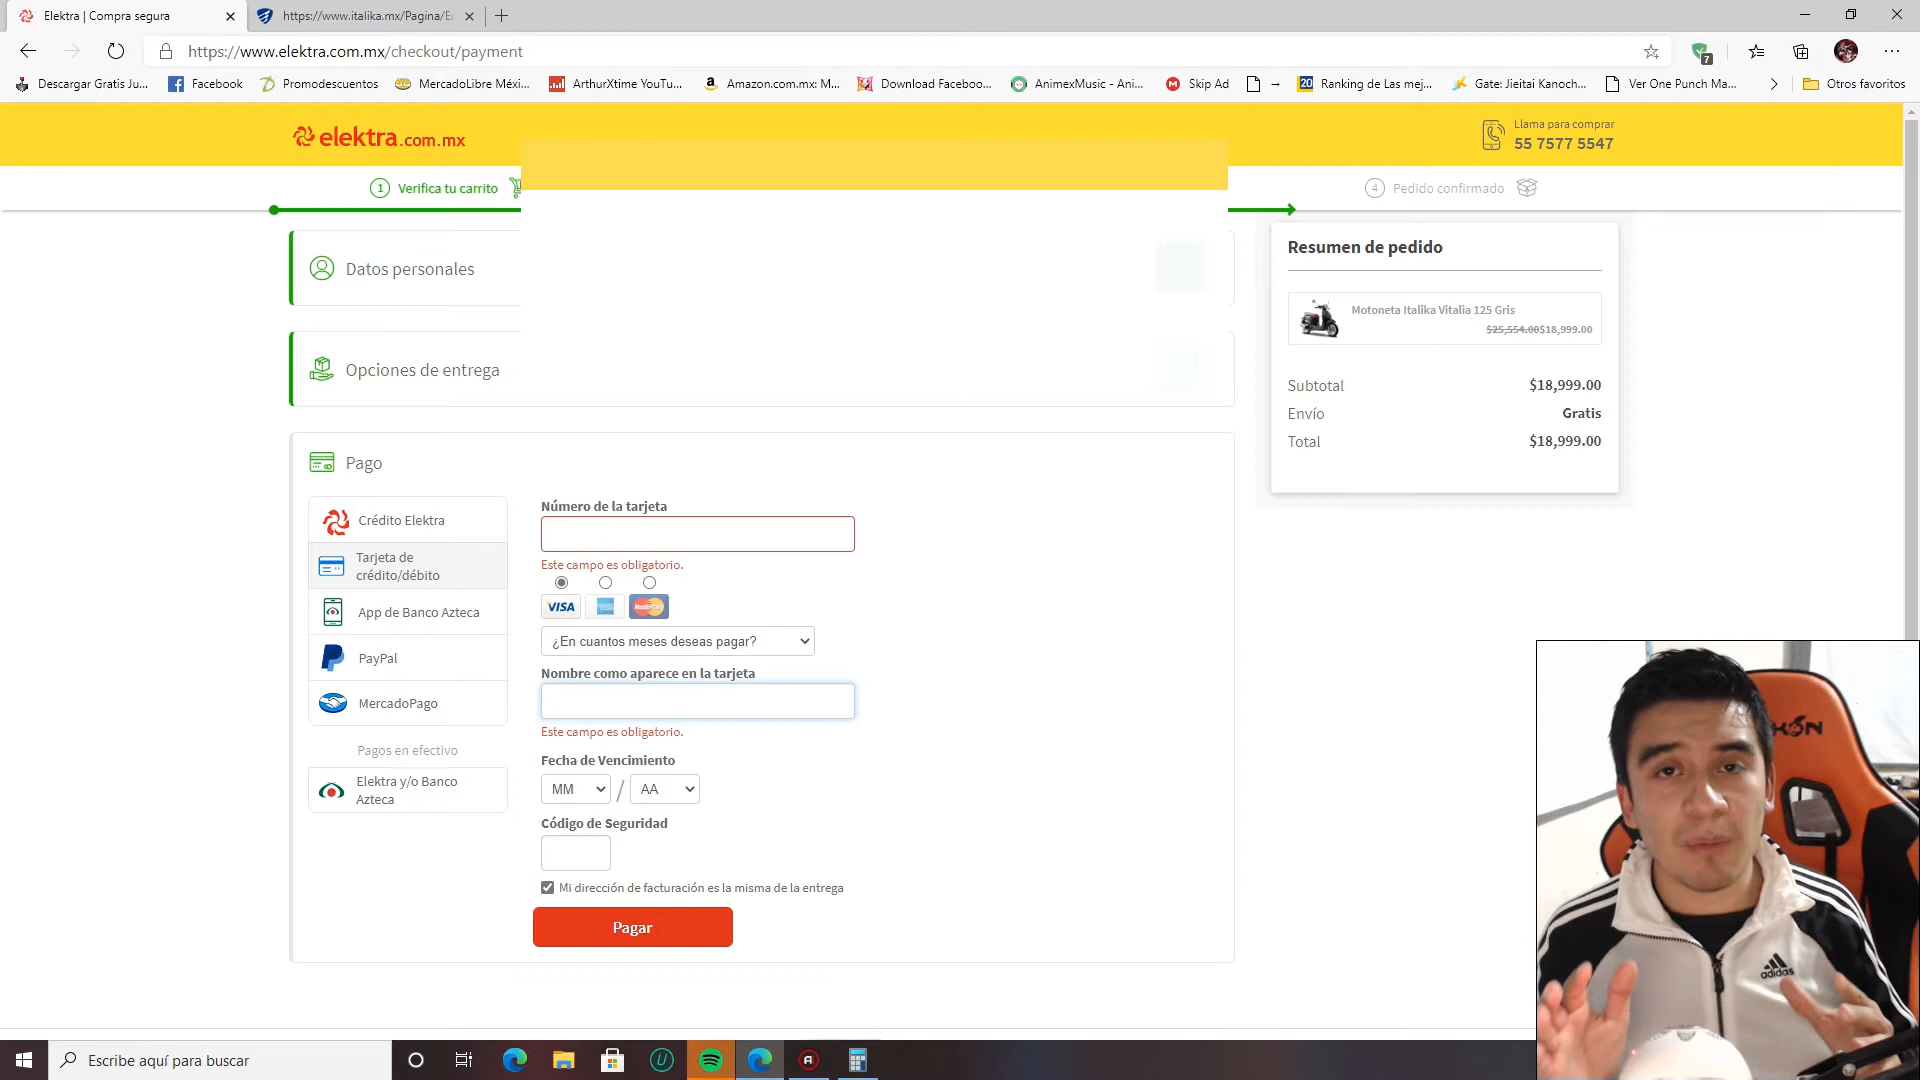 Elektra | Compra segura
https://www.italika.mx/Pagina/E
https://www.elektra.com.mx/checkout/payment
7
Descargar Gratis Ju...
Facebook
Promodescuentos
MercadoLibre Méxi...
ArthurXtime YouTu...
Amazon.com.mx: M...
Download Faceboo...
AnimexMusic - Ani...
Skip Ad
Ranking de Las mej...
Gate: Jieitai Kanoch...
Ver One Punch Ma...
Otros favoritos
elektra.com.mx
Llama para comprar
55 7577 5547
1 Verifica tu carrito
4 Pedido confirmado
Datos personales
Opciones de entrega
Resumen de pedido
Motoneta Italika Vitalia 125 Gris
$25,554.00$18,999.00
Subtotal $18,999.00
Envío Gratis
Total $18,999.00
Pago
Crédito Elektra
Tarjeta de
crédito/débito
App de Banco Azteca
PayPal
MercadoPago
Pagos en efectivo
Elektra y/o Banco
Azteca
Número de la tarjeta
Este campo es obligatorio.
VISA
MasterCard
¿En cuantos meses deseas pagar?
Nombre como aparece en la tarjeta
Este campo es obligatorio.
Fecha de Vencimiento
MM / AA
Código de Seguridad
Mi dirección de facturación es la misma de la entrega
Pagar
adidas
Escribe aquí para buscar